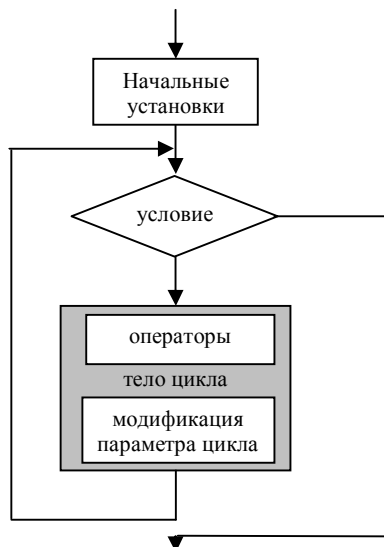 Начальные
установки
условие
операторы
тело цикла
модификация
параметра цикла